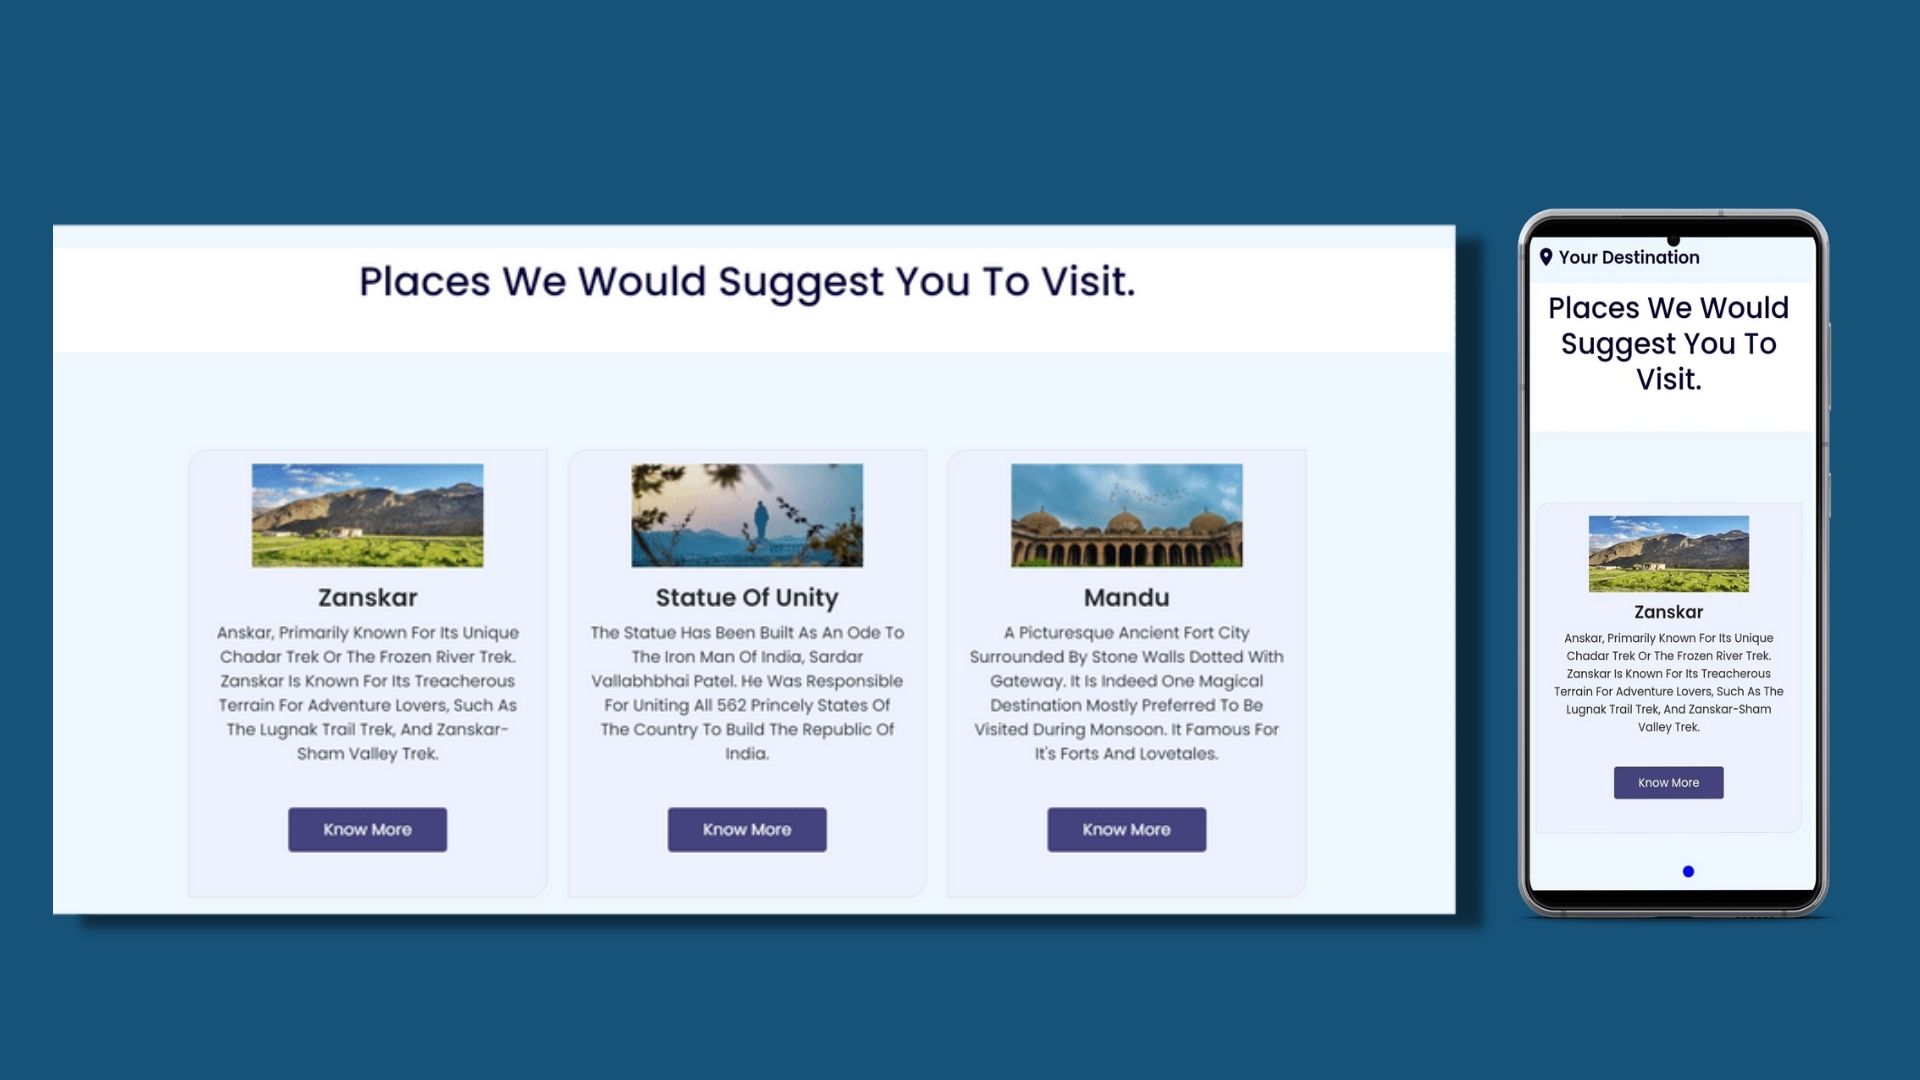 Places We Would Suggest You To Visit.
Zanskar
Anskar, Primarily Known For Its Unique
Chadar Trek Or The Frozen River Trek.
Zanskar Is Known For Its Treacherous
Terrain For Adventure Lovers, Such As
The Lugnak Trail Trek, And Zanskar-
Sham Valley Trek.
Know More
Statue Of Unity
The Statue Has Been Built As An Ode To
The Iron Man Of India, Sardar
Vallabhbhai Patel. He Was Responsible
For Uniting All 562 Princely States Of
The Country To Build The Republic Of
India.
Know More
Mandu
A Picturesque Ancient Fort City
Surrounded By Stone Walls Dotted With
Gateway. It Is Indeed One Magical
Destination Mostly Preferred To Be
Visited During Monsoon. It Famous For
It's Forts And Lovetales.
Know More
Your Destination
Places We Would
Suggest You To
Visit.
Zanskar
Anskar, Primarily Known For Its Unique
Chadar Trek Or The Frozen River Trek.
Zanskar Is Known For Its Treacherous
Terrain For Adventure Lovers, Such As The
Lugnak Trail Trek, And Zanskar-Sham
Valley Trek.
Know More